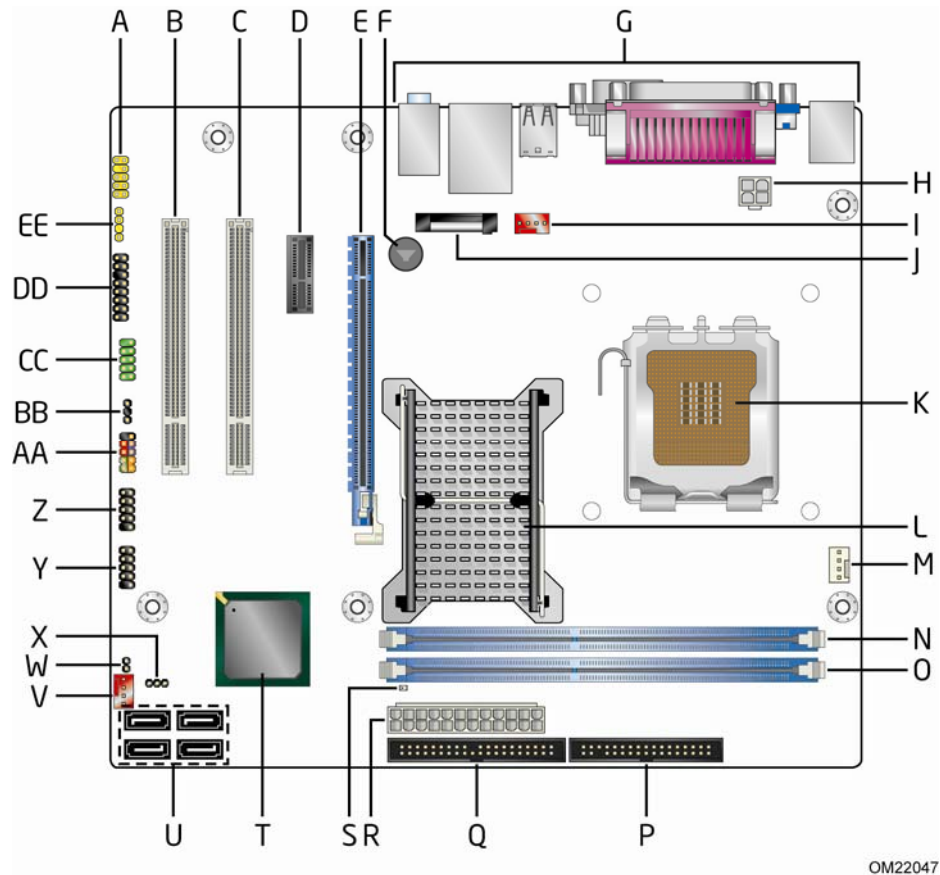 A B C D E F G
H
EE I
DD J
CC
BB K
AA
Z L
Y M
X N
W O
V
U T S R Q P
OM22047